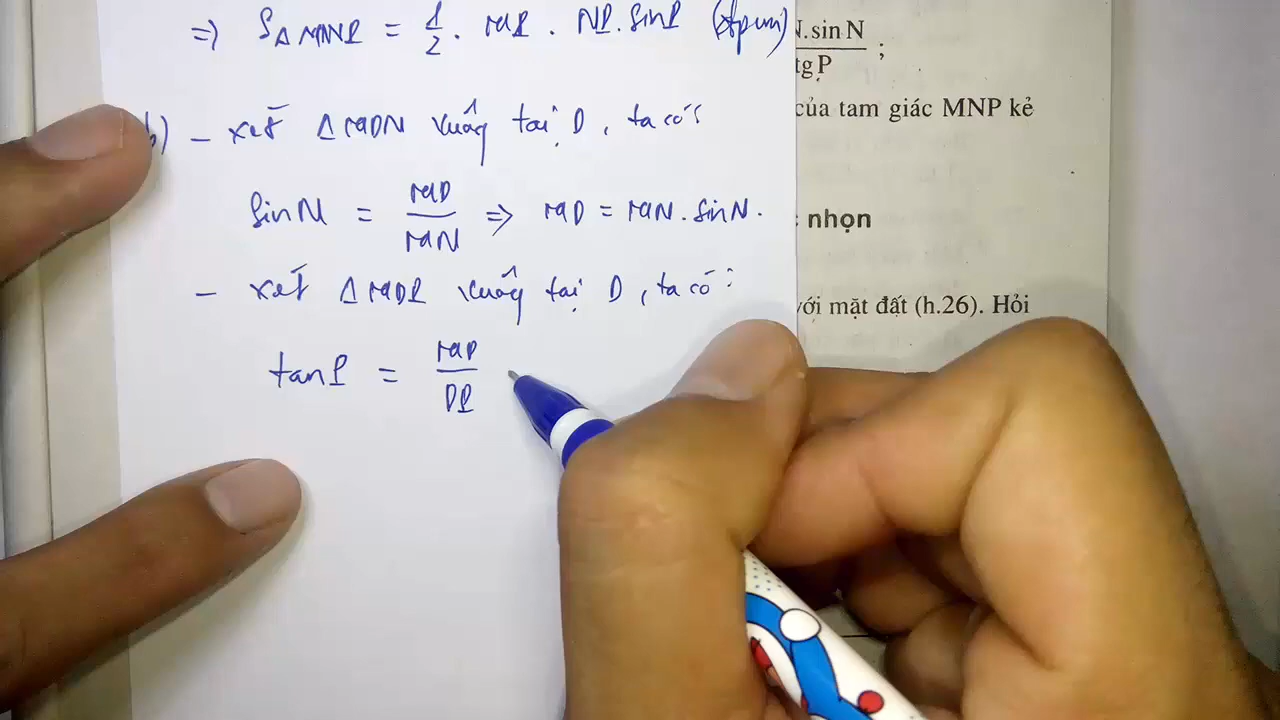 => S△MNP = 1/2 . MP . NP . sinP (đpcm)
b) - xét △MDN vuông tại D, ta có:
sinN = MD/MN => MD = MN . sinN .
- xét △MDP vuông tại D, ta có:
tanP = MD/DP
N.sin N
tg P ;
của tam giác MNP kẻ
: nhọn
với mặt đất (h.26). Hỏi